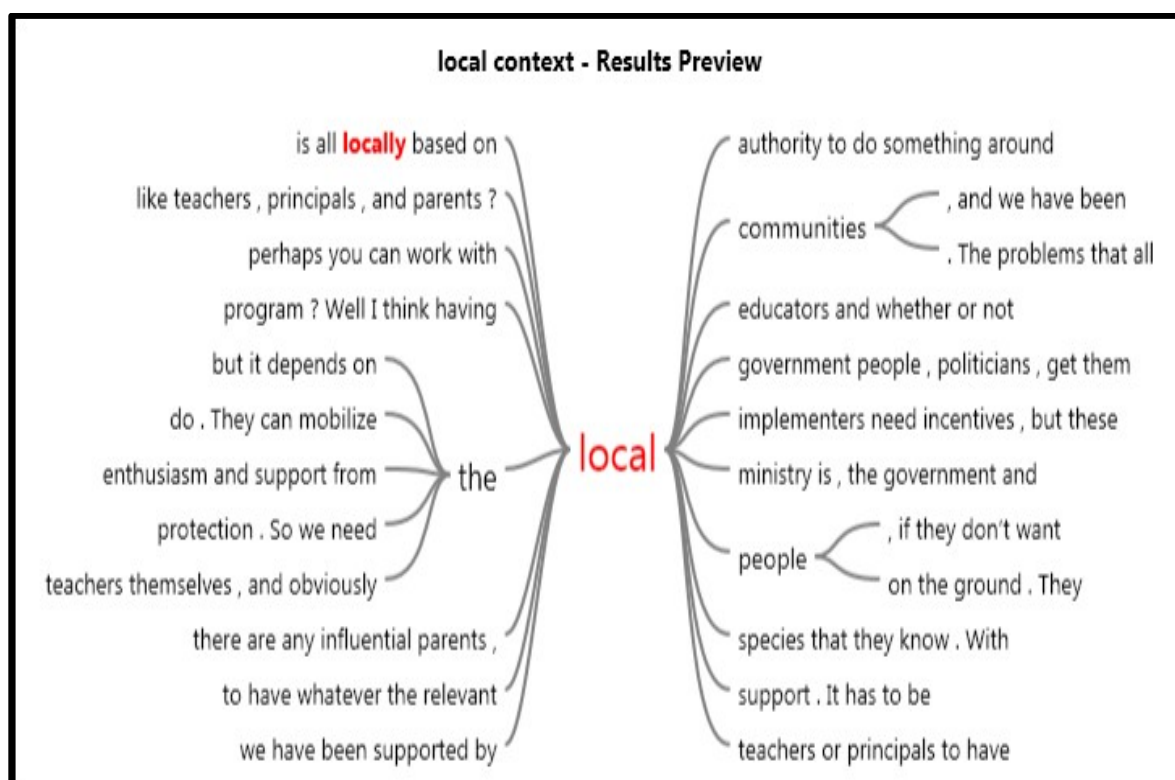 local context - Results Preview
is all locally based on
like teachers , principals , and parents ?
perhaps you can work with
program ? Well I think having
but it depends on
do . They can mobilize
enthusiasm and support from
protection . So we need
teachers themselves , and obviously
the
there are any influential parents ,
to have whatever the relevant
we have been supported by
local
authority to do something around
communities
, and we have been
. The problems that all
educators and whether or not
government people , politicians , get them
implementers need incentives , but these
ministry is , the government and
people
, if they don’t want
on the ground . They
species that they know . With
support . It has to be
teachers or principals to have